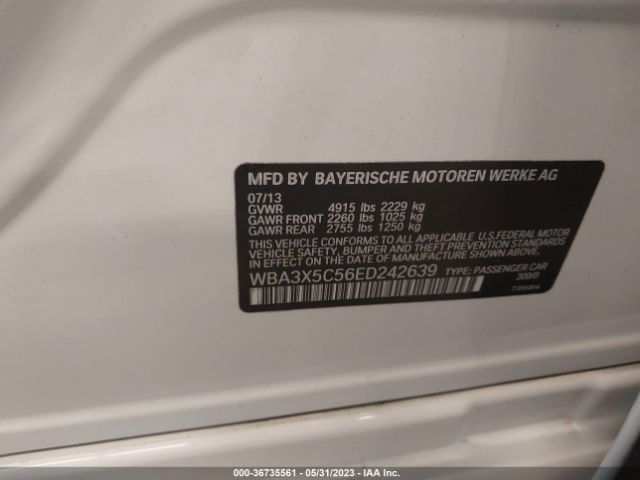 MFD BY BAYERISCHE MOTOREN WERKE AG
07/13
GVWR 4915 lbs 2229 kg
GAWR FRONT 2260 lbs 1025 kg
GAWR REAR 2755 lbs 1250 kg
THIS VEHICLE CONFORMS TO ALL APPLICABLE U.S. FEDERAL MOTOR
VEHICLE SAFETY, BUMPER, AND THEFT PREVENTION STANDARDS
IN EFFECT ON THE DATE OF MANUFACTURE SHOWN ABOVE.
WBA3X5C56ED242639 TYPE: PASSENGER CAR
300/0
000-36735561 - 05/31/2023 - IAA Inc.